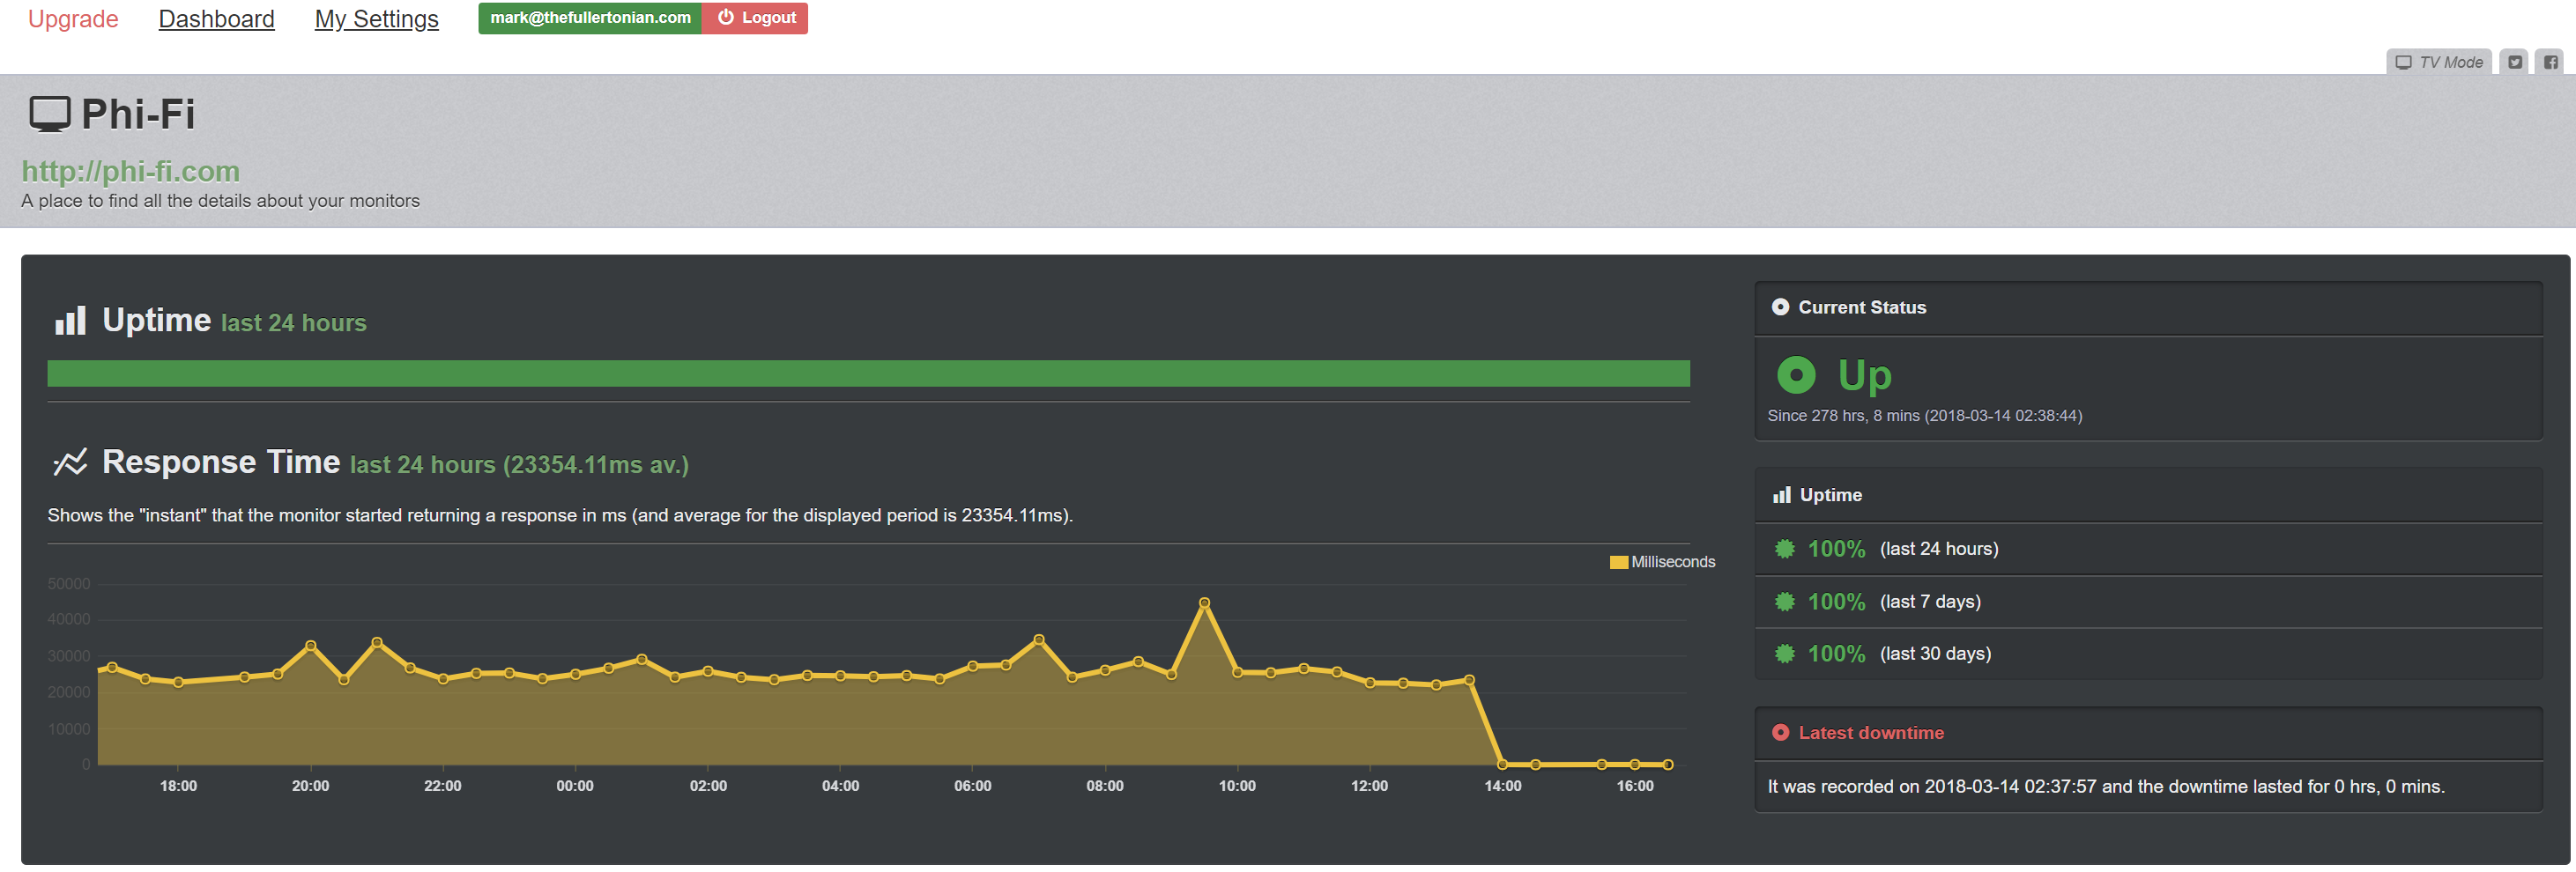 Upgrade Dashboard My Settings mark@thefullertonian.com Logout
TV Mode
Phi-Fi
http://phi-fi.com
A place to find all the details about your monitors
Uptime last 24 hours
Response Time last 24 hours (23354.11ms av.)
Shows the "instant" that the monitor started returning a response in ms (and average for the displayed period is 23354.11ms).
Milliseconds
50000
40000
30000
20000
10000
0
18:00 20:00 22:00 00:00 02:00 04:00 06:00 08:00 10:00 12:00 14:00 16:00
Current Status
Up
Since 278 hrs, 8 mins (2018-03-14 02:38:44)
Uptime
100% (last 24 hours)
100% (last 7 days)
100% (last 30 days)
Latest downtime
It was recorded on 2018-03-14 02:37:57 and the downtime lasted for 0 hrs, 0 mins.